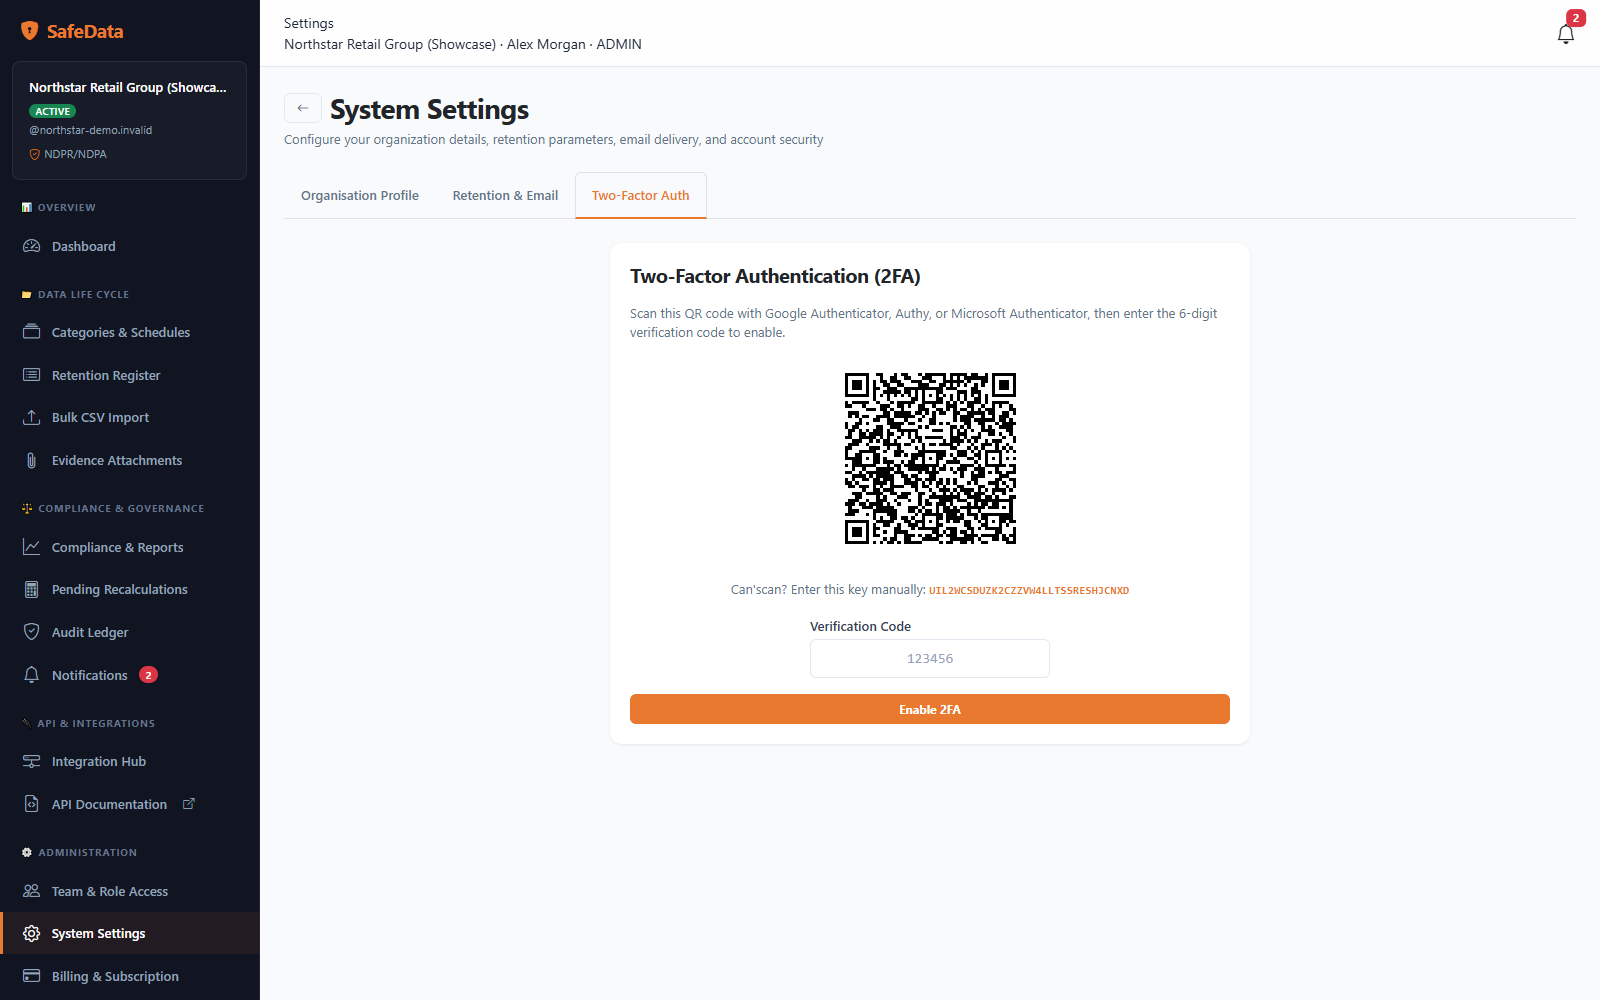 SafeData
Northstar Retail Group (Showca...
ACTIVE
@northstar-demo.invalid
NDPR/NDPA
OVERVIEW
Dashboard
DATA LIFE CYCLE
Categories & Schedules
Retention Register
Bulk CSV Import
Evidence Attachments
COMPLIANCE & GOVERNANCE
Compliance & Reports
Pending Recalculations
Audit Ledger
Notifications 2
API & INTEGRATIONS
Integration Hub
API Documentation
ADMINISTRATION
Team & Role Access
System Settings
Billing & Subscription
Settings
Northstar Retail Group (Showcase) · Alex Morgan · ADMIN
2
System Settings
Configure your organization details, retention parameters, email delivery, and account security
Organisation Profile Retention & Email Two-Factor Auth
Two-Factor Authentication (2FA)
Scan this QR code with Google Authenticator, Authy, or Microsoft Authenticator, then enter the 6-digit
verification code to enable.
Can'scan? Enter this key manually: UIL2WCSDUZK2CZZVW4LLTSSRESHJCNXD
Verification Code
123456
Enable 2FA